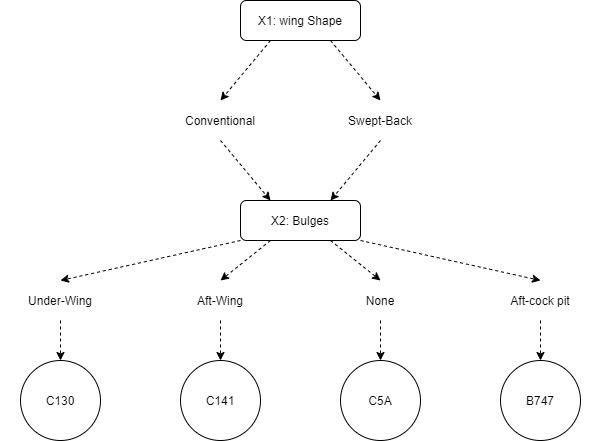 X1: wing Shape
Conventional
Swept-Back
X2: Bulges
Under-Wing
Aft-Wing
None
Aft-cock pit
C130
C141
C5A
B747